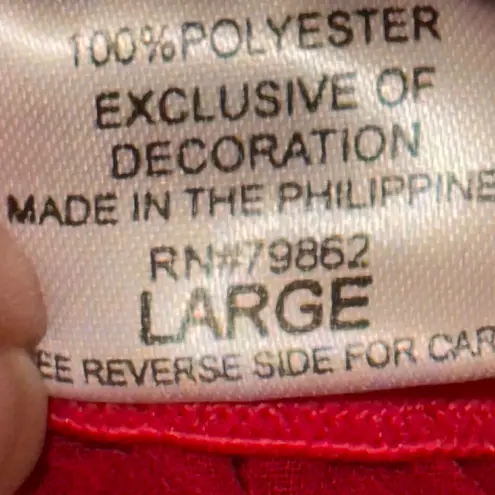 100% POLYESTER
EXCLUSIVE OF
DECORATION
MADE IN THE PHILIPPINE
RN#79862
LARGE
EE REVERSE SIDE FOR CAR